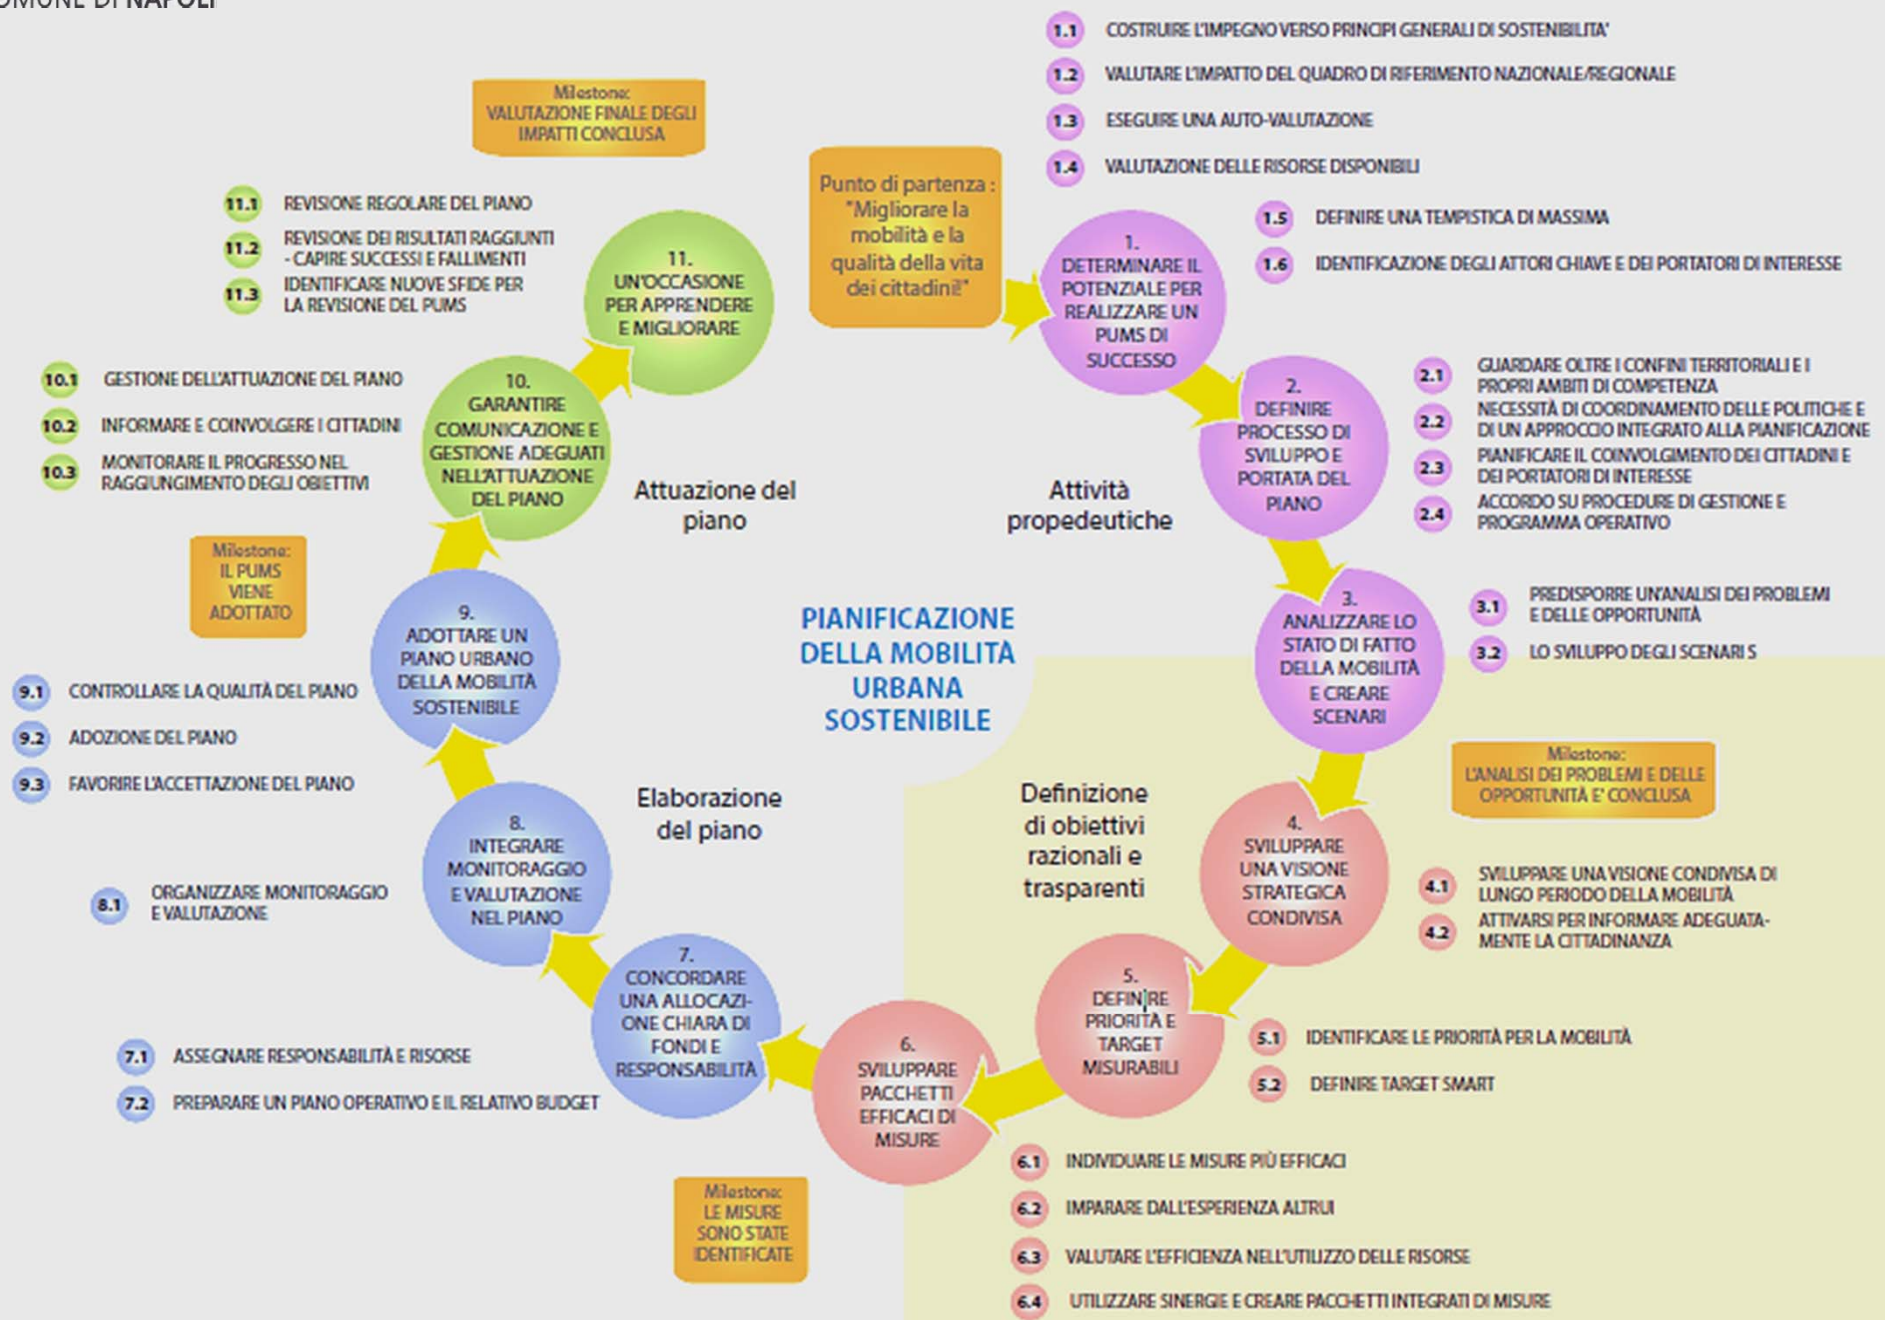 COMUNE DI NAPOLI
Milestone:
VALUTAZIONE FINALE DEGLI
IMPATTI CONCLUSA
Punto di partenza :
"Migliorare la
mobilità e la
qualità della vita
dei cittadini!"
1.1 COSTRUIRE L'IMPEGNO VERSO PRINCIPI GENERALI DI SOSTENIBILITA'
1.2 VALUTARE L'IMPATTO DEL QUADRO DI RIFERIMENTO NAZIONALE/REGIONALE
1.3 ESEGUIRE UNA AUTO-VALUTAZIONE
1.4 VALUTAZIONE DELLE RISORSE DISPONIBILI
1.5 DEFINIRE UNA TEMPISTICA DI MASSIMA
1.6 IDENTIFICAZIONE DEGLI ATTORI CHIAVE E DEI PORTATORI DI INTERESSE
1.
DETERMINARE IL
POTENZIALE PER
REALIZZARE UN
PUMS DI
SUCCESSO
2.
DEFINIRE
PROCESSO DI
SVILUPPO E
PORTATA DEL
PIANO
2.1 GUARDARE OLTRE I CONFINI TERRITORIALI E I
PROPRI AMBITI DI COMPETENZA
2.2 NECESSITÀ DI COORDINAMENTO DELLE POLITICHE E
DI UN APPROCCIO INTEGRATO ALLA PIANIFICAZIONE
2.3 PIANIFICARE IL COINVOLGIMENTO DEI CITTADINI E
DEI PORTATORI DI INTERESSE
2.4 ACCORDO SU PROCEDURE DI GESTIONE E
PROGRAMMA OPERATIVO
Attività
propedeutiche
3.
ANALIZZARE LO
STATO DI FATTO
DELLA MOBILITÀ
E CREARE
SCENARI
3.1 PREDISPORRE UN'ANALISI DEI PROBLEMI
E DELLE OPPORTUNITÀ
3.2 LO SVILUPPO DEGLI SCENARI S
Milestone:
L'ANALISI DEI PROBLEMI E DELLE
OPPORTUNITÀ E' CONCLUSA
PIANIFICAZIONE
DELLA MOBILITÀ
URBANA
SOSTENIBILE
Definizione
di obiettivi
razionali e
trasparenti
4.
SVILUPPARE
UNA VISIONE
STRATEGICA
CONDIVISA
4.1 SVILUPPARE UNA VISIONE CONDIVISA DI
LUNGO PERIODO DELLA MOBILITÀ
4.2 ATTIVARSI PER INFORMARE ADEGUATA-
MENTE LA CITTADINANZA
5.
DEFINIRE
PRIORITÀ E
TARGET
MISURABILI
5.1 IDENTIFICARE LE PRIORITÀ PER LA MOBILITÀ
5.2 DEFINIRE TARGET SMART
6.
SVILUPPARE
PACCHETTI
EFFICACI DI
MISURE
6.1 INDIVIDUARE LE MISURE PIÙ EFFICACI
6.2 IMPARARE DALL'ESPERIENZA ALTRUI
6.3 VALUTARE L'EFFICIENZA NELL'UTILIZZO DELLE RISORSE
6.4 UTILIZZARE SINERGIE E CREARE PACCHETTI INTEGRATI DI MISURE
Milestone:
LE MISURE
SONO STATE
IDENTIFICATE
7.
CONCORDARE
UNA ALLOCAZI-
ONE CHIARA DI
FONDI E
RESPONSABILITÀ
7.1 ASSEGNARE RESPONSABILITÀ E RISORSE
7.2 PREPARARE UN PIANO OPERATIVO E IL RELATIVO BUDGET
Elaborazione
del piano
8.
INTEGRARE
MONITORAGGIO
E VALUTAZIONE
NEL PIANO
8.1 ORGANIZZARE MONITORAGGIO
E VALUTAZIONE
9.
ADOTTARE UN
PIANO URBANO
DELLA MOBILITÀ
SOSTENIBILE
9.1 CONTROLLARE LA QUALITÀ DEL PIANO
9.2 ADOZIONE DEL PIANO
9.3 FAVORIRE L'ACCETTAZIONE DEL PIANO
Milestone:
IL PUMS
VIENE
ADOTTATO
Attuazione del
piano
10.
GARANTIRE
COMUNICAZIONE E
GESTIONE ADEGUATI
NELL'ATTUAZIONE
DEL PIANO
10.1 GESTIONE DELL'ATTUAZIONE DEL PIANO
10.2 INFORMARE E COINVOLGERE I CITTADINI
10.3 MONITORARE IL PROGRESSO NEL
RAGGIUNGIMENTO DEGLI OBIETTIVI
11.
UN'OCCASIONE
PER APPRENDERE
E MIGLIORARE
11.1 REVISIONE REGOLARE DEL PIANO
11.2 REVISIONE DEI RISULTATI RAGGIUNTI
- CAPIRE SUCCESSI E FALLIMENTI
11.3 IDENTIFICARE NUOVE SFIDE PER
LA REVISIONE DEL PUMS